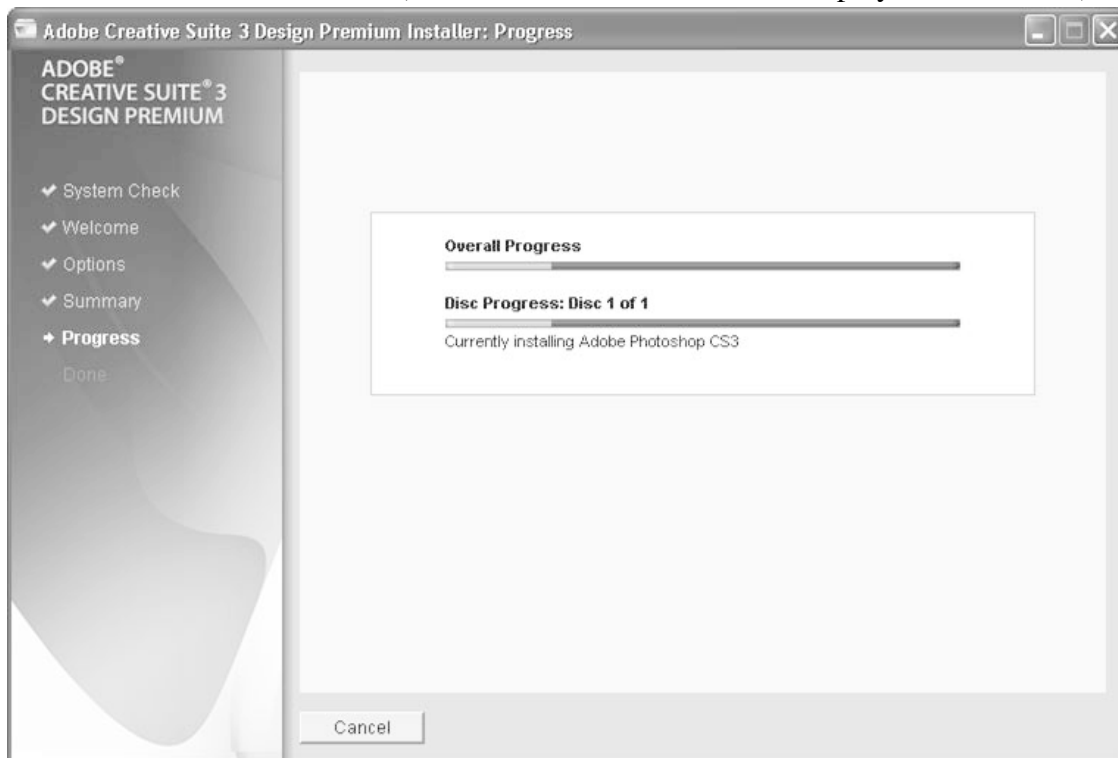 Adobe Creative Suite 3 Design Premium Installer: Progress
ADOBE®
CREATIVE SUITE® 3
DESIGN PREMIUM
System Check
Welcome
Options
Summary
Progress
Done
Overall Progress
Disc Progress: Disc 1 of 1
Currently installing Adobe Photoshop CS3
Cancel